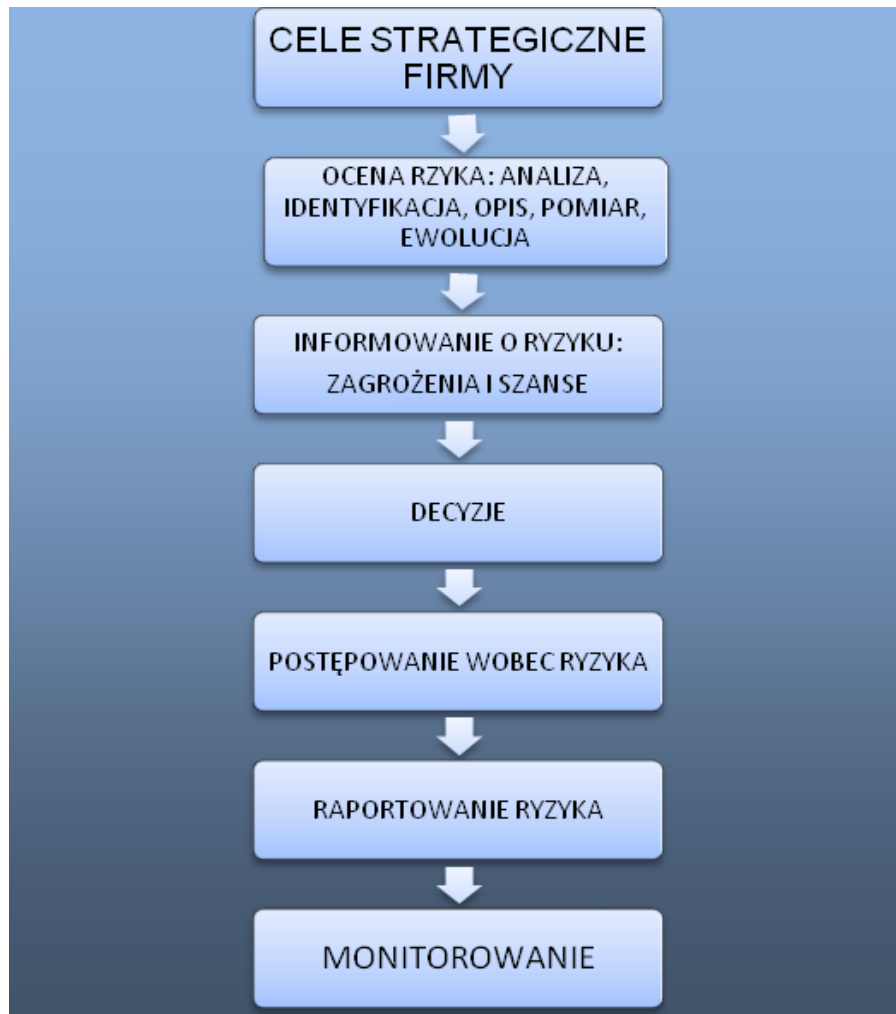 CELE STRATEGICZNE
FIRMY
OCENA RZYKA: ANALIZA,
IDENTYFIKACJA, OPIS, POMIAR,
EWOLUCJA
INFORMOWANIE O RYZYKU:
ZAGROŻENIA I SZANSE
DECYZJE
POSTĘPOWANIE WOBEC RYZYKA
RAPORTOWANIE RYZYKA
MONITOROWANIE